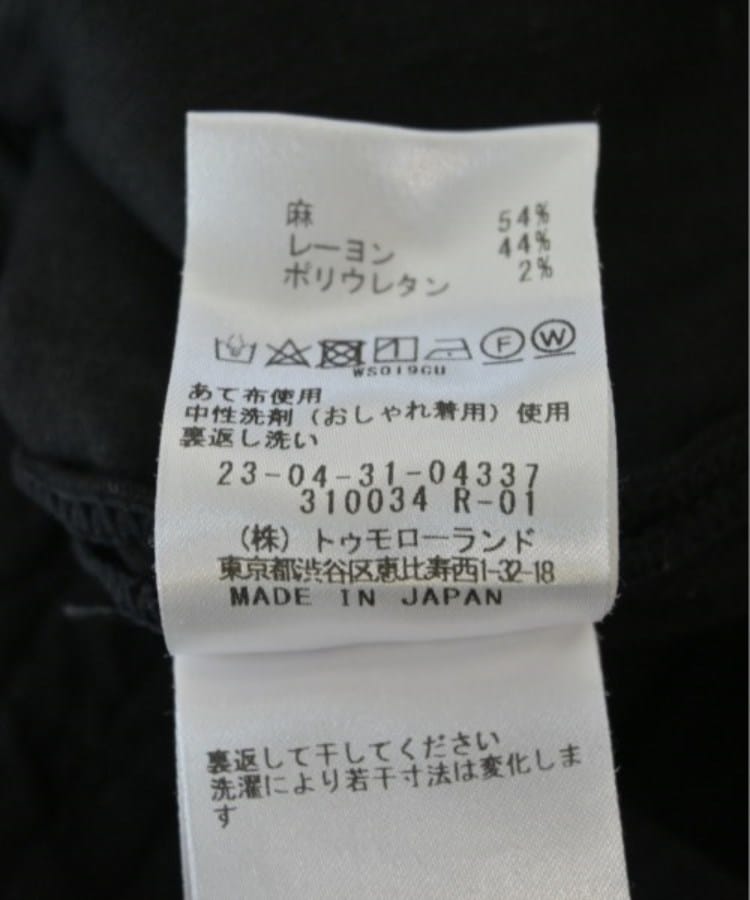 麻 54%
レーヨン 44%
ポリウレタン 2%
F W
WS019CU
あて布使用
中性洗剤(おしゃれ着用)使用
裏返し洗い
23-04-31-04337
310034 R-01
(株)トゥモローランド
東京都渋谷区恵比寿西1-32-18
MADE IN JAPAN
裏返して干してください
洗濯により若干寸法は変化しま
す